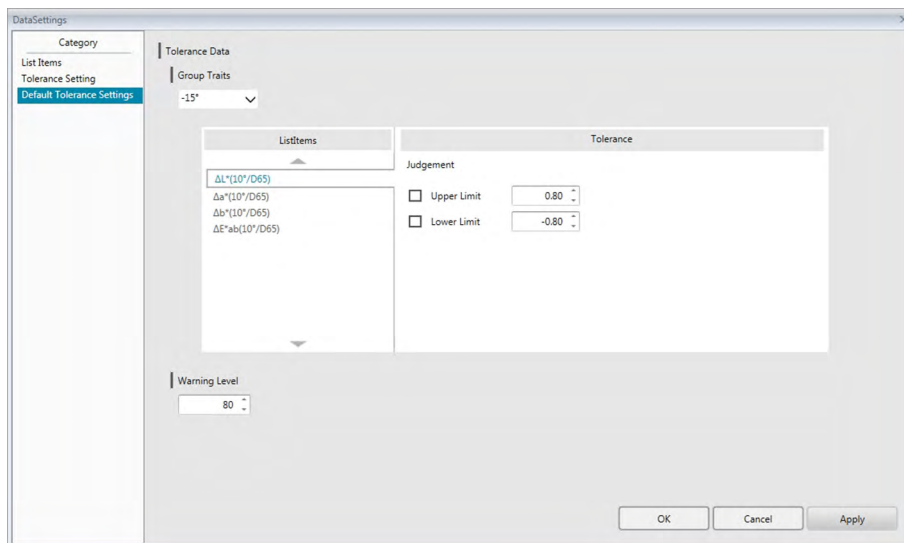 DataSettings
Category
List Items
Tolerance Setting
Default Tolerance Settings
Tolerance Data
Group Traits
-15°
ListItems
ΔL*(10°/D65)
Δa*(10°/D65)
Δb*(10°/D65)
ΔE*ab(10°/D65)
Tolerance
Judgement
Upper Limit 0.80
Lower Limit -0.80
Warning Level
80
OK Cancel Apply